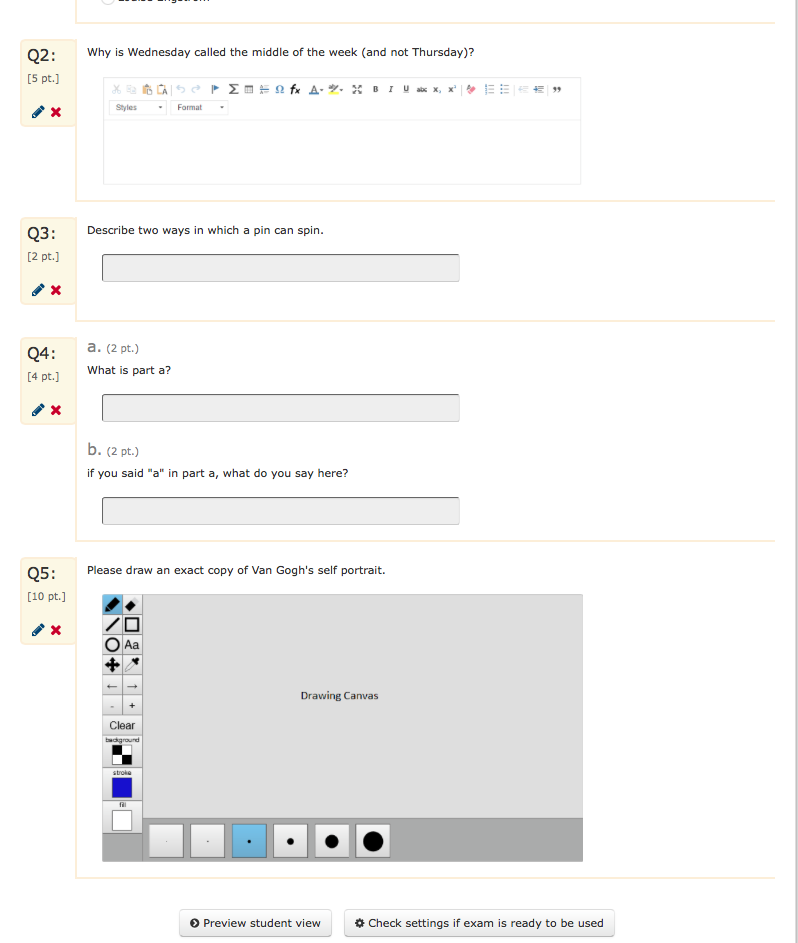 Q2:
[5 pt.]
Why is Wednesday called the middle of the week (and not Thursday)?
Styles
Format
Q3:
[2 pt.]
Describe two ways in which a pin can spin.
Q4:
[4 pt.]
a. (2 pt.)
What is part a?
b. (2 pt.)
if you said "a" in part a, what do you say here?
Q5:
[10 pt.]
Please draw an exact copy of Van Gogh's self portrait.
Aa
Clear
background
stroke
fill
Drawing Canvas
Preview student view
Check settings if exam is ready to be used